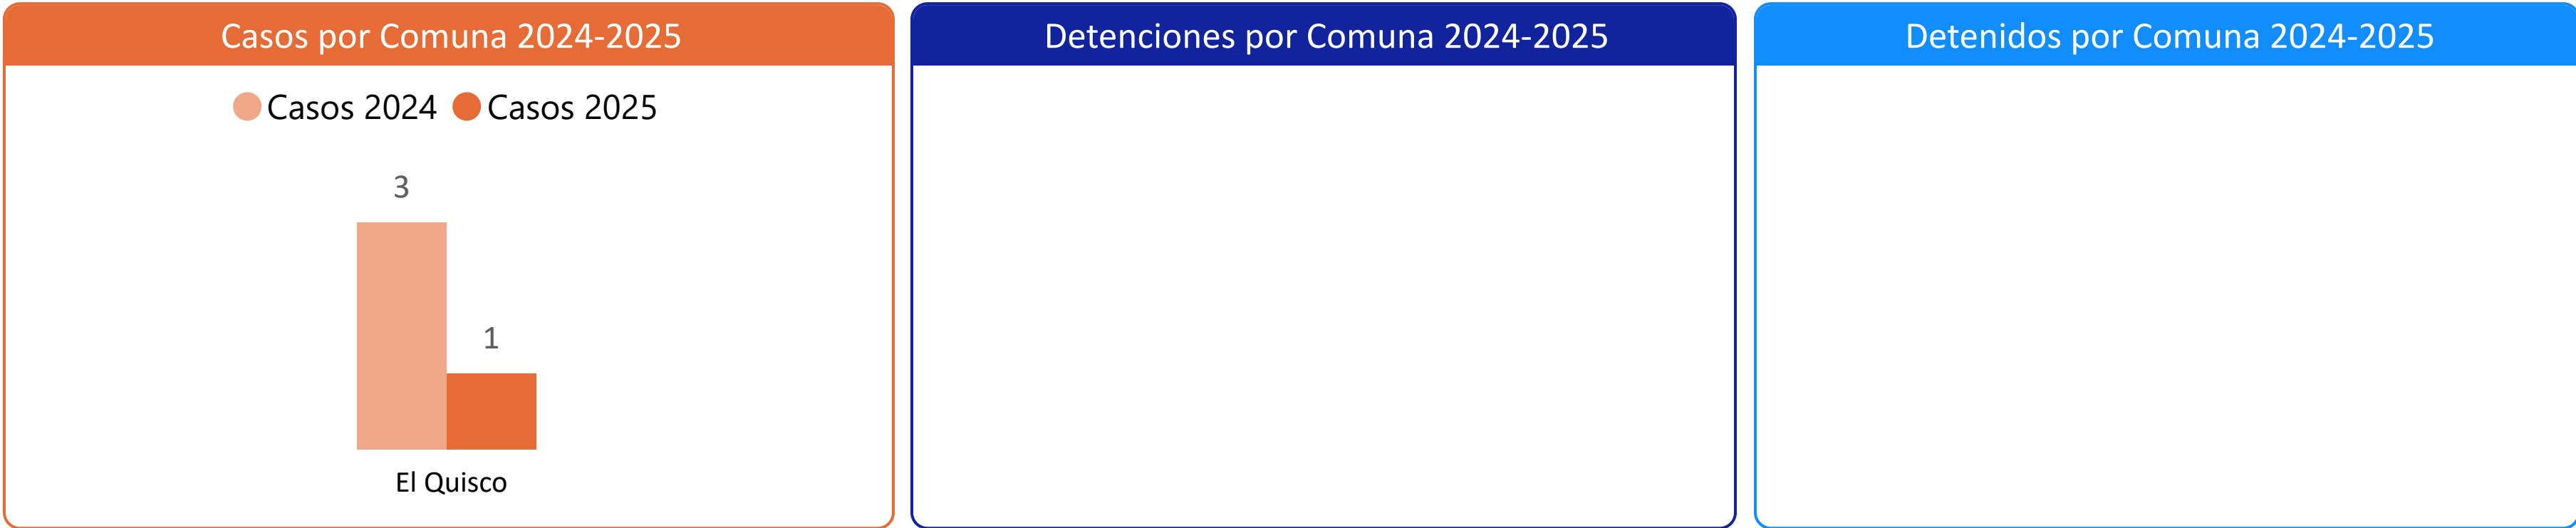 Casos por Comuna 2024-2025
Casos 2024 Casos 2025
3
1
El Quisco
Detenciones por Comuna 2024-2025
Detenidos por Comuna 2024-2025